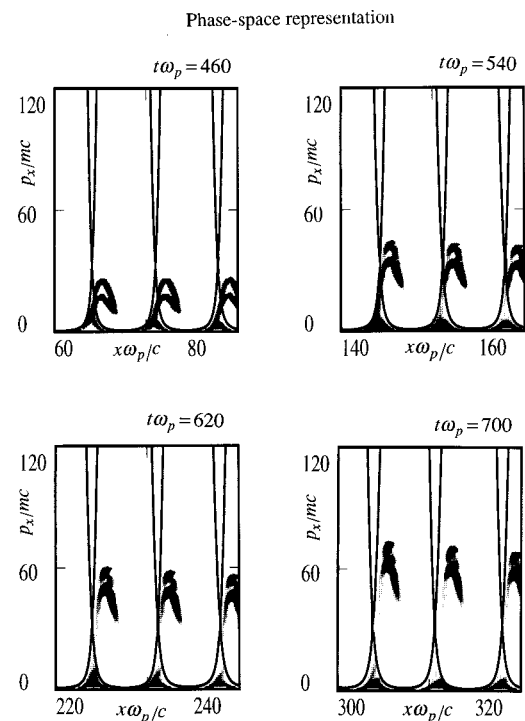 Phase-space representation
tω_p = 460
120
p_x/mc
60
0
60 xω_p/c 80
tω_p = 540
120
p_x/mc
60
0
140 xω_p/c 160
tω_p = 620
120
p_x/mc
60
0
220 xω_p/c 240
tω_p = 700
120
p_x/mc
60
0
300 xω_p/c 320